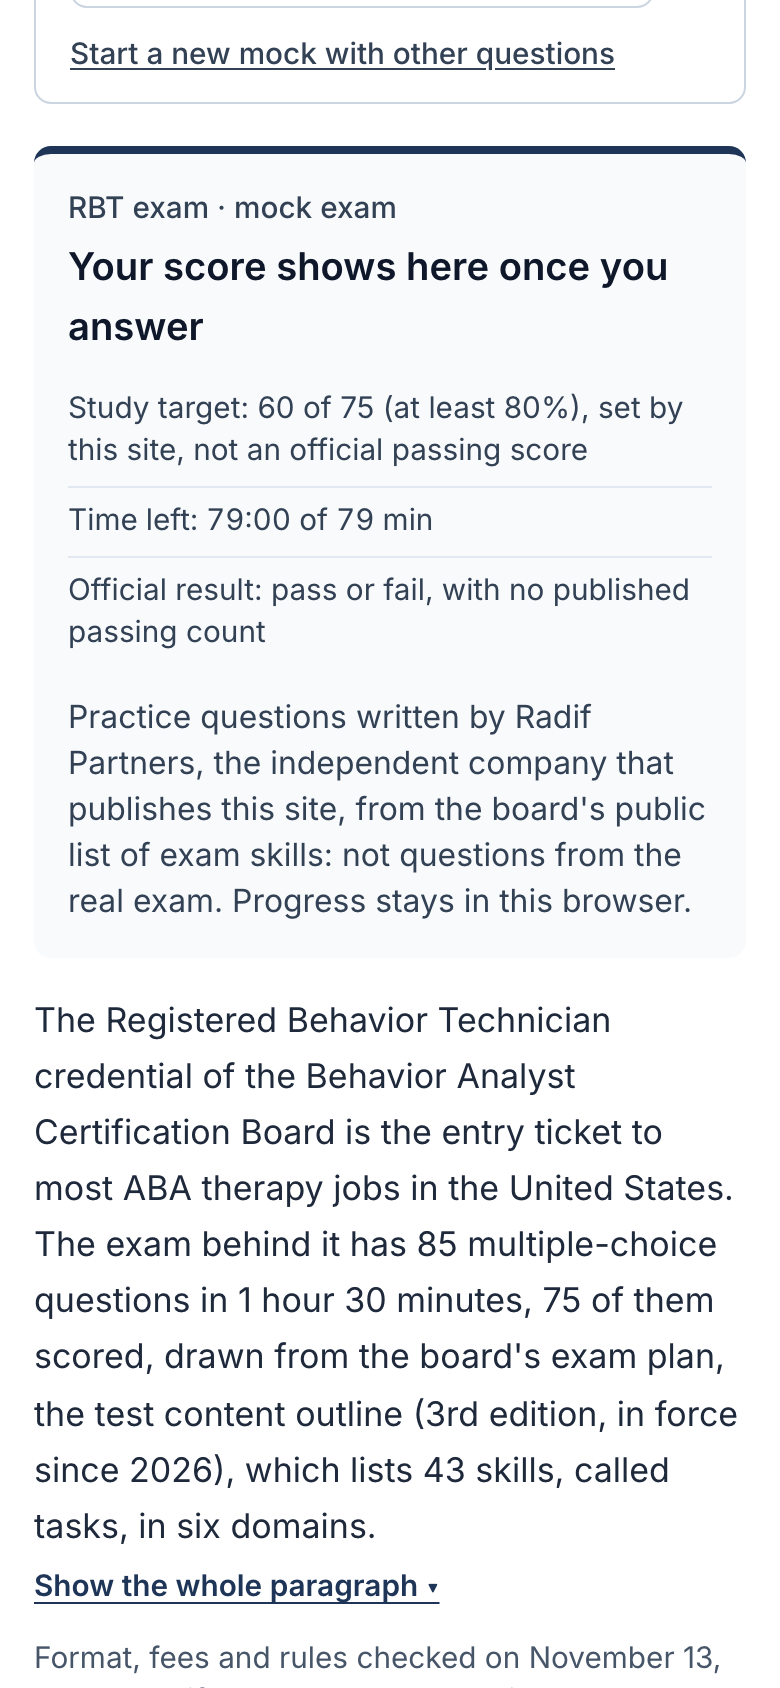 Start a new mock with other questions
RBT exam · mock exam
Your score shows here once you
answer
Study target: 60 of 75 (at least 80%), set by
this site, not an official passing score
Time left: 79:00 of 79 min
Official result: pass or fail, with no published
passing count
Practice questions written by Radif
Partners, the independent company that
publishes this site, from the board's public
list of exam skills: not questions from the
real exam. Progress stays in this browser.
The Registered Behavior Technician
credential of the Behavior Analyst
Certification Board is the entry ticket to
most ABA therapy jobs in the United States.
The exam behind it has 85 multiple-choice
questions in 1 hour 30 minutes, 75 of them
scored, drawn from the board's exam plan,
the test content outline (3rd edition, in force
since 2026), which lists 43 skills, called
tasks, in six domains.
Show the whole paragraph ▾
Format, fees and rules checked on November 13,